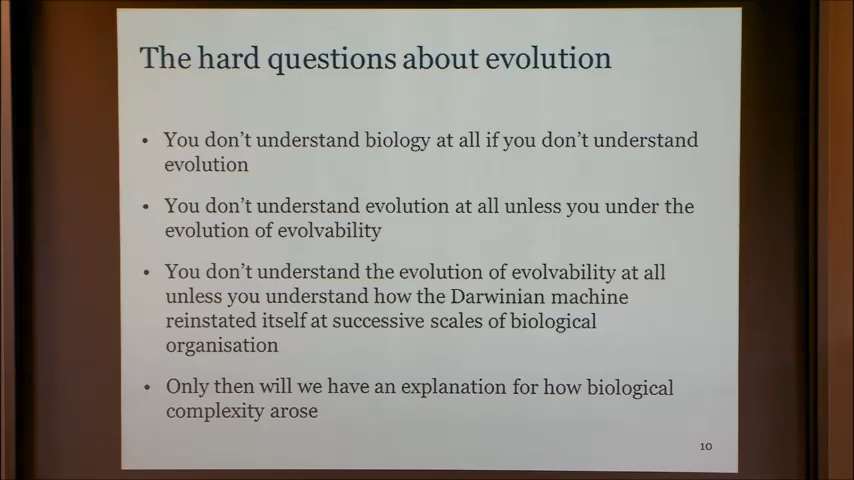 The hard questions about evolution
• You don't understand biology at all if you don't understand
evolution
• You don't understand evolution at all unless you under the
evolution of evolvability
• You don't understand the evolution of evolvability at all
unless you understand how the Darwinian machine
reinstated itself at successive scales of biological
organisation
• Only then will we have an explanation for how biological
complexity arose
10